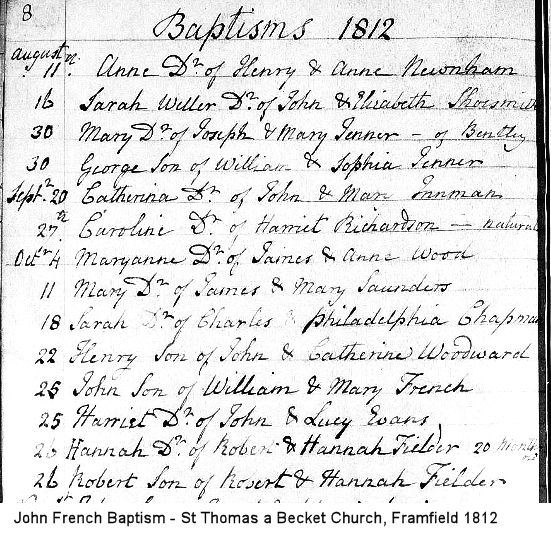 8
Baptisms 1812
August 11th. Anne Dr. of Henry & Anne Newnham
16 Sarah Weller Dr. of John & Elizabeth Shoesmith
30 Mary Dr. of Joseph & Mary Jenner - of Bentley
30 George Son of William & Sophia Jenner
Septr. 20 Catherina Dr. of John & Mary Innman
27th Caroline Dr. of Harriet Richardson — natural
Octr. 4 Maryanne Dr. of James & Anne Wood
11 Mary Dr. of James & Mary Saunders
18 Sarah Dr. of Charles & Philadelphia Chapman
22 Henry Son of John & Catherine Woodward
25 John Son of William & Mary French
25 Harriet Dr. of John & Lucy Evans
26 Hannah Dr. of Robert & Hannah Fielder 20 months
26 Robert Son of Robert & Hannah Fielder
John French Baptism - St Thomas a Becket Church, Framfield 1812